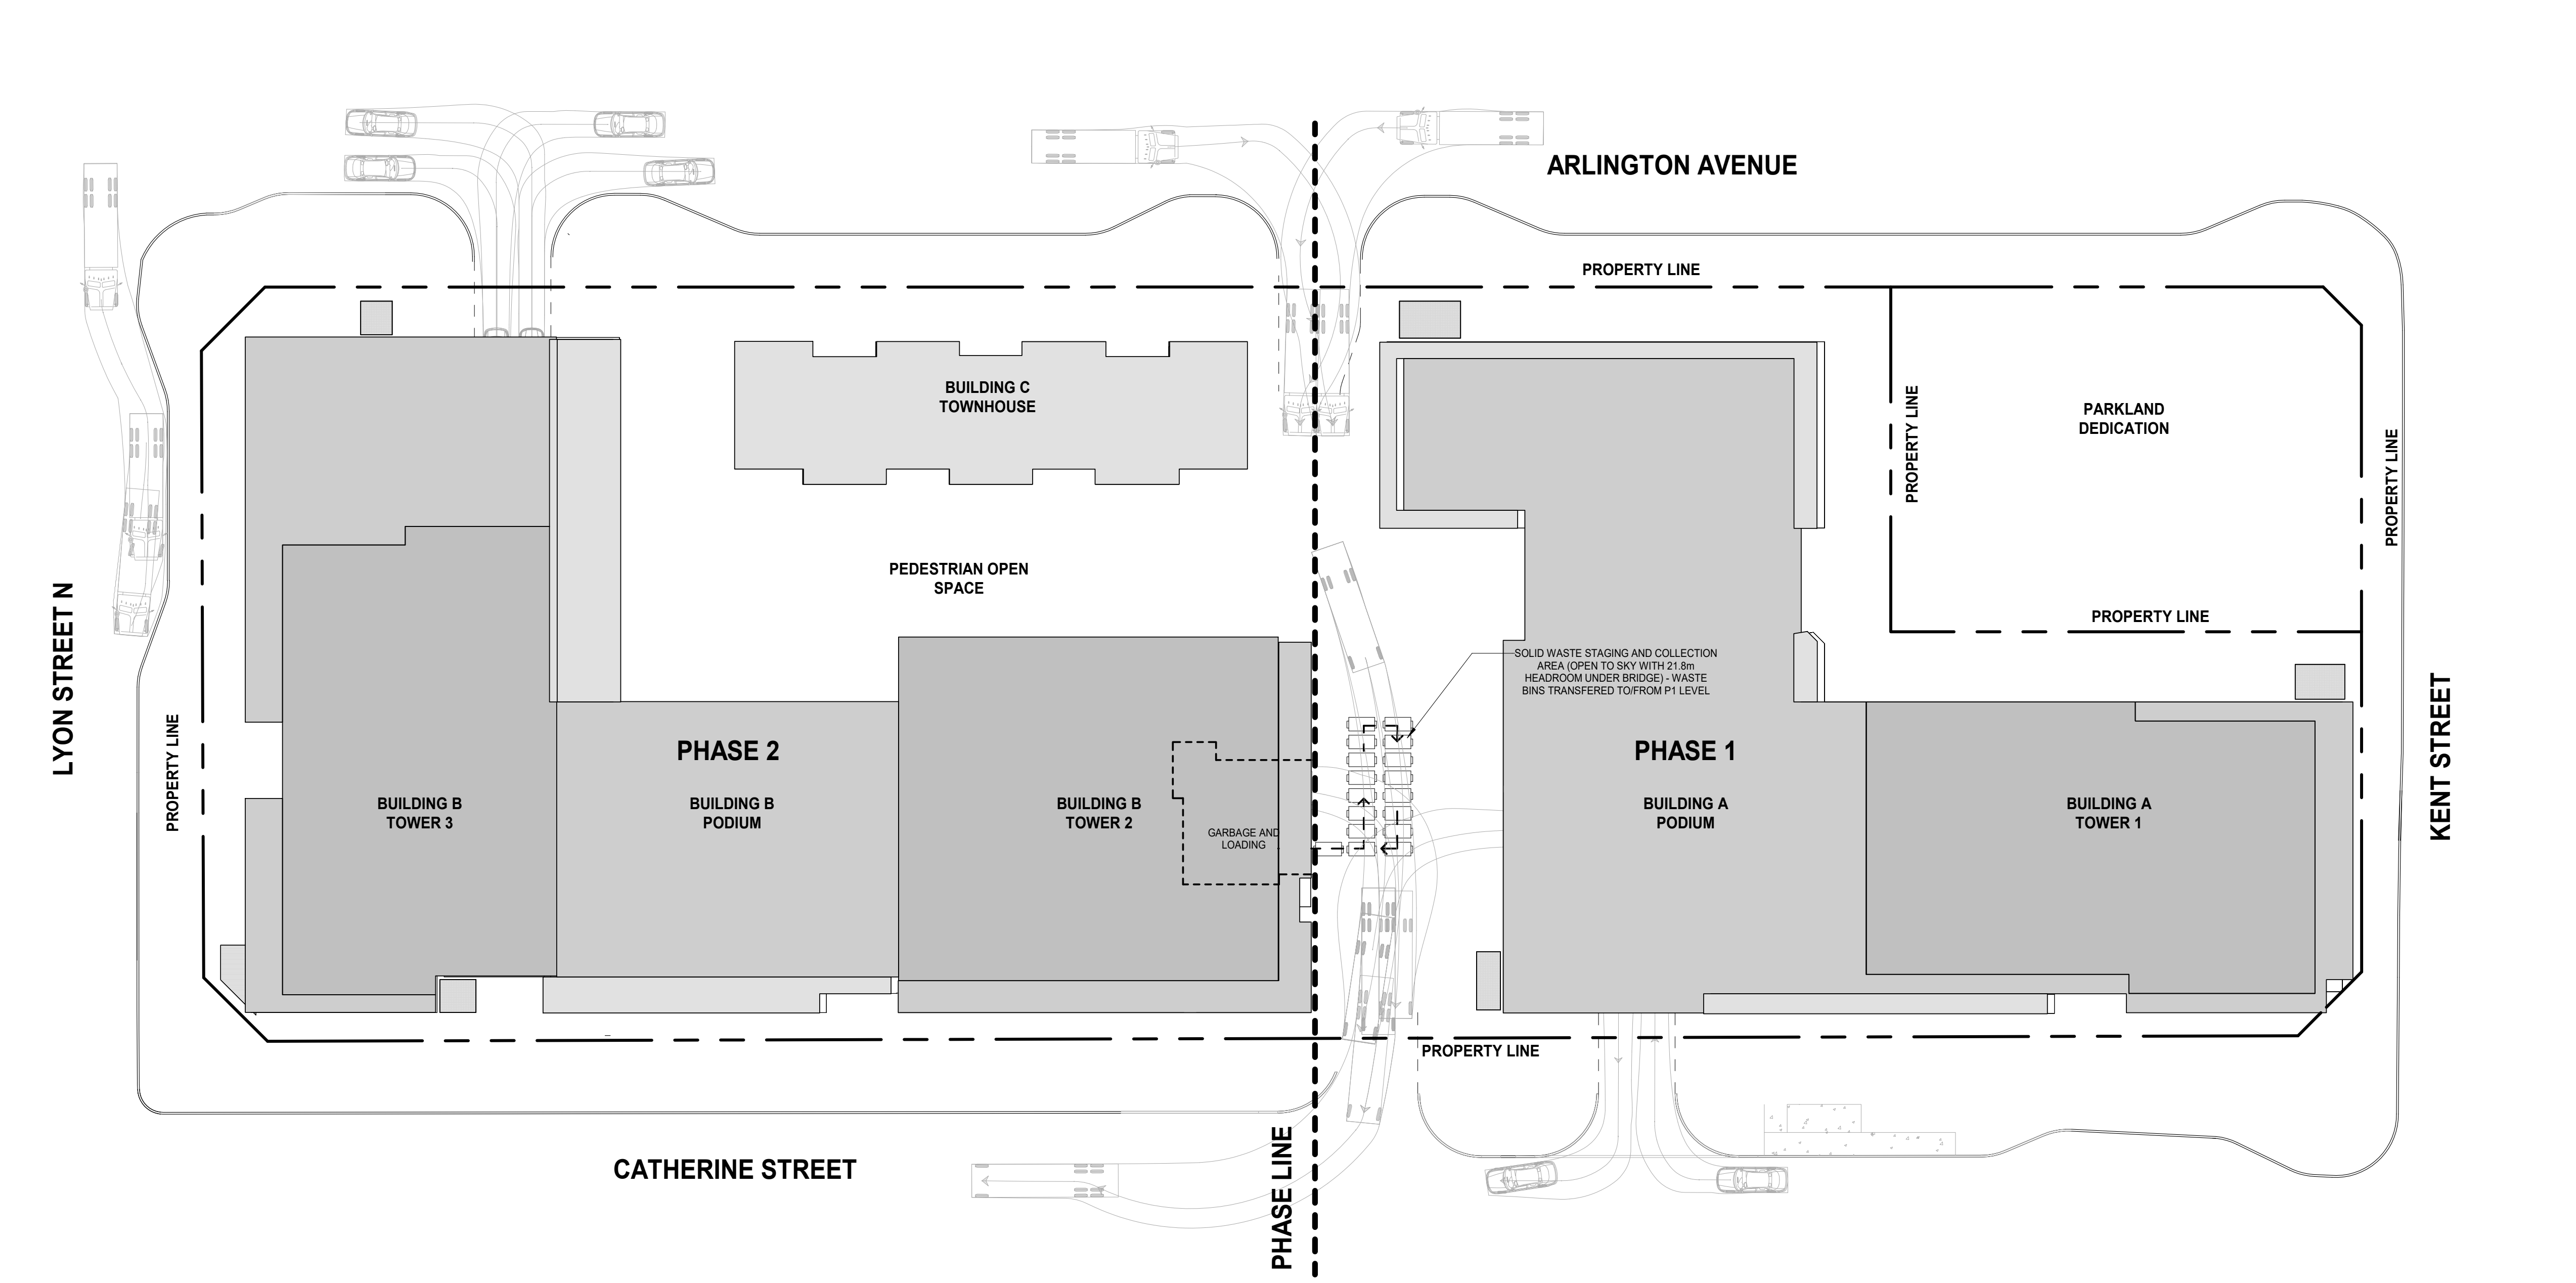 ARLINGTON AVENUE
PROPERTY LINE
BUILDING C
TOWNHOUSE
PARKLAND
DEDICATION
PROPERTY LINE
PROPERTY LINE
PEDESTRIAN OPEN
SPACE
PROPERTY LINE
LYON STREET N
SOLID WASTE STAGING AND COLLECTION
AREA (OPEN TO SKY WITH 21.8m
HEADROOM UNDER BRIDGE) - WASTE
BINS TRANSFERED TO/FROM P1 LEVEL
PROPERTY LINE
PHASE 2
PHASE 1
KENT STREET
BUILDING B
TOWER 3
BUILDING B
PODIUM
BUILDING B
TOWER 2
GARBAGE AND
LOADING
BUILDING A
PODIUM
BUILDING A
TOWER 1
PROPERTY LINE
CATHERINE STREET
PHASE LINE